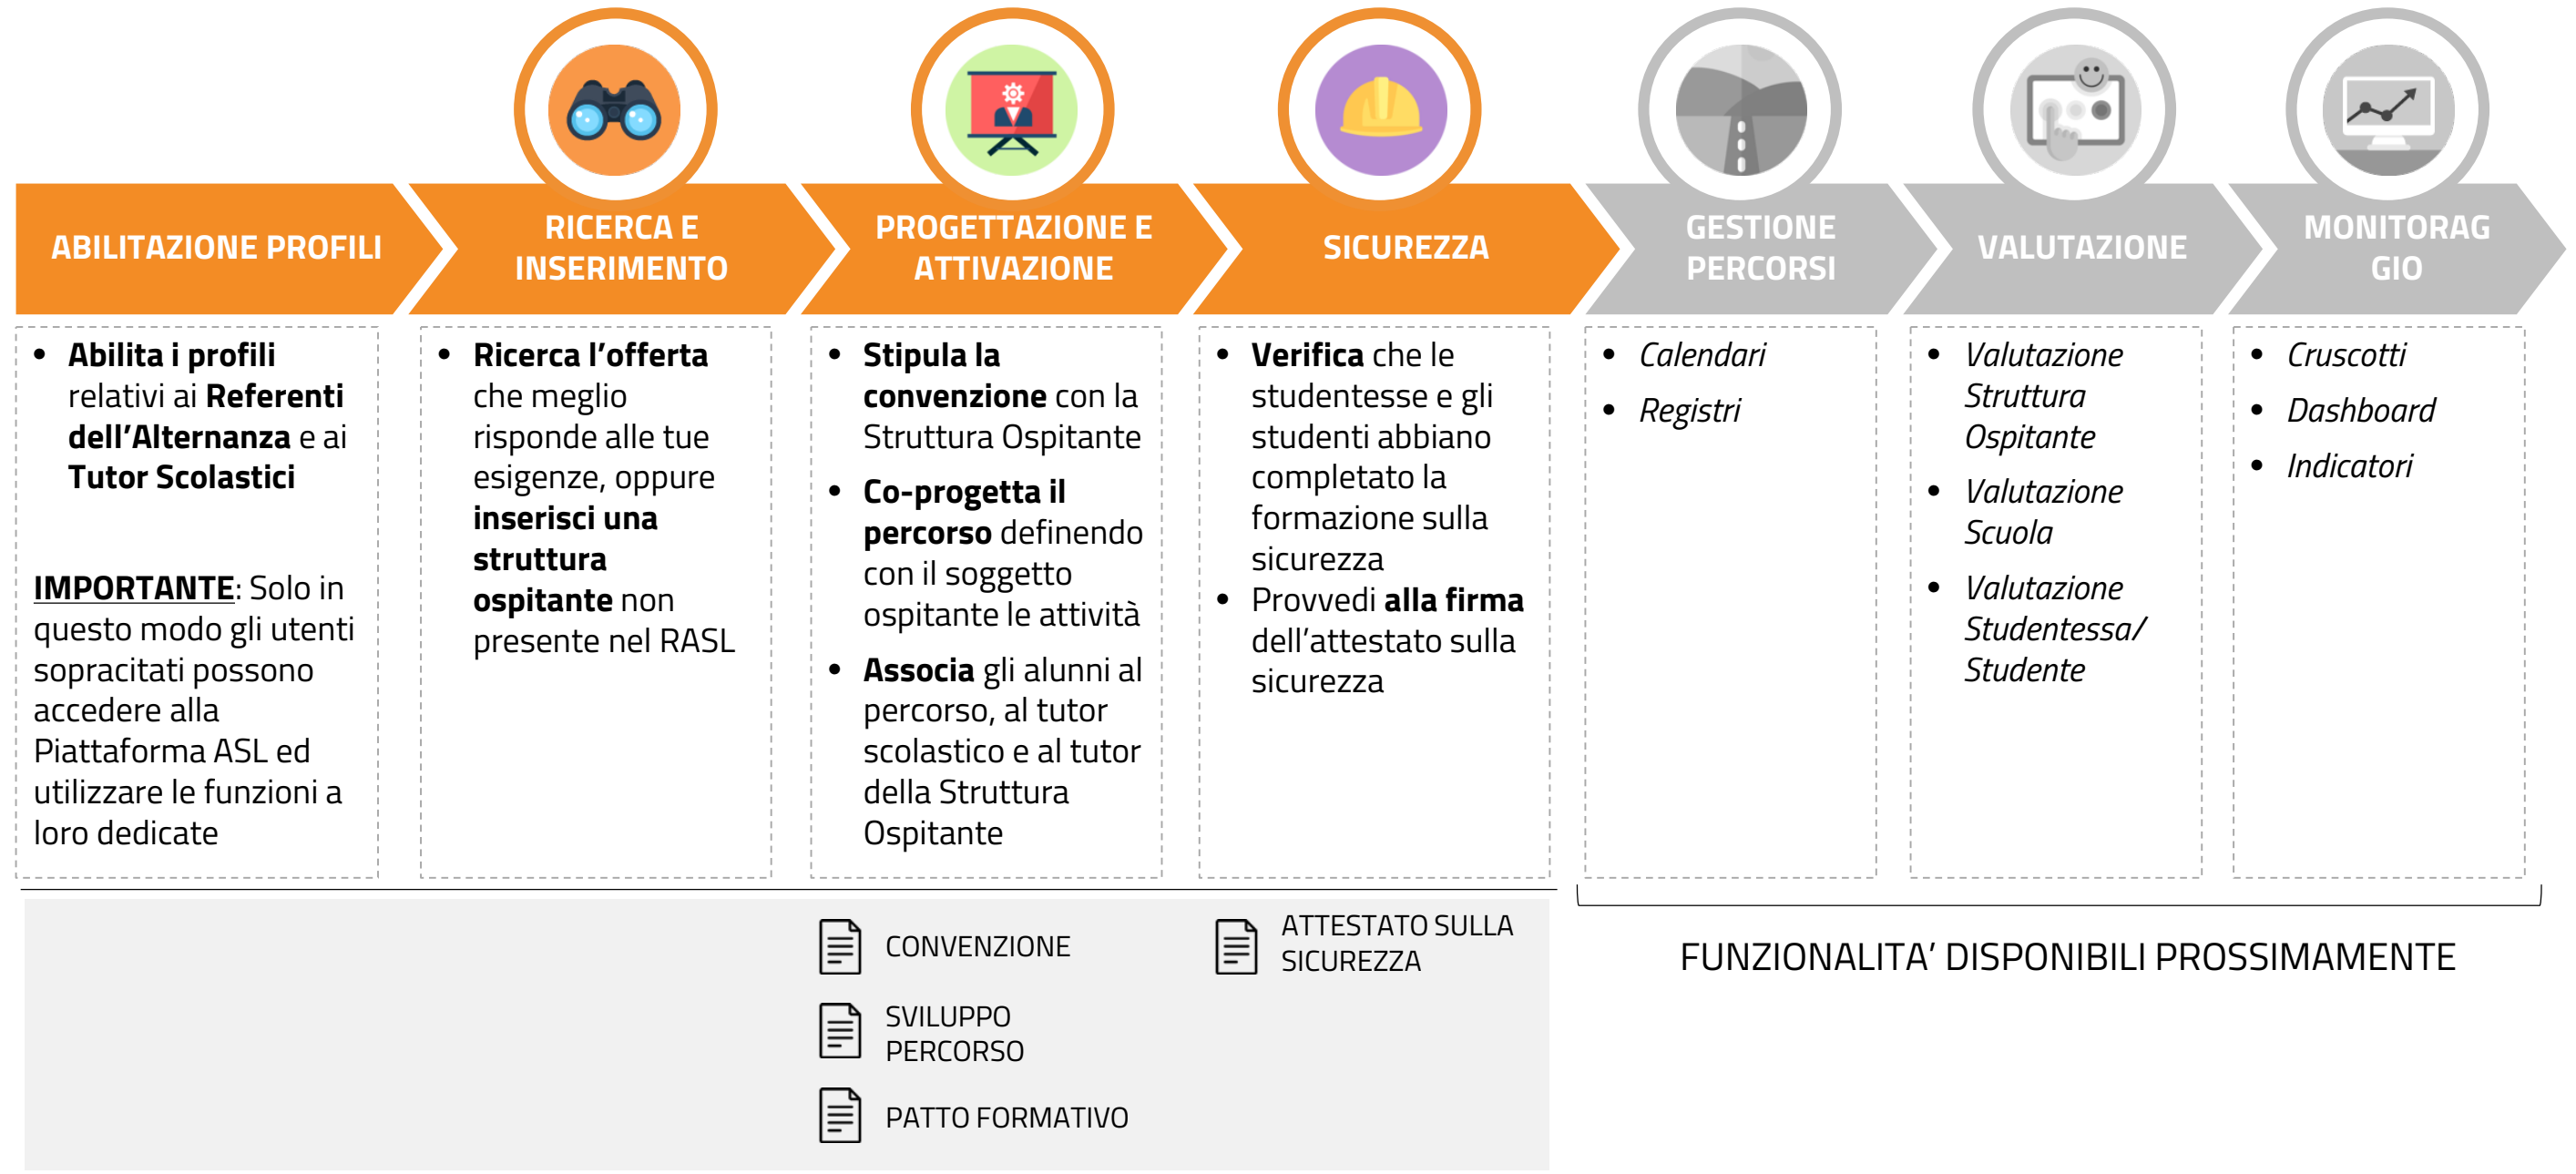 ABILITAZIONE PROFILI
RICERCA E
INSERIMENTO
PROGETTAZIONE E
ATTIVAZIONE
SICUREZZA
GESTIONE
PERCORSI
VALUTAZIONE
MONITORAG
GIO
• Abilita i profili
relativi ai Referenti
dell’Alternanza e ai
Tutor Scolastici
IMPORTANTE: Solo in
questo modo gli utenti
sopracitati possono
accedere alla
Piattaforma ASL ed
utilizzare le funzioni a
loro dedicate
• Ricerca l’offerta
che meglio
risponde alle tue
esigenze, oppure
inserisci una
struttura
ospitante non
presente nel RASL
• Stipula la
convenzione con la
Struttura Ospitante
• Co-progetta il
percorso definendo
con il soggetto
ospitante le attività
• Associa gli alunni al
percorso, al tutor
scolastico e al tutor
della Struttura
Ospitante
• Verifica che le
studentesse e gli
studenti abbiano
completato la
formazione sulla
sicurezza
• Provvedi alla firma
dell’attestato sulla
sicurezza
• Calendari
• Registri
• Valutazione
Struttura
Ospitante
• Valutazione
Scuola
• Valutazione
Studentessa/
Studente
• Cruscotti
• Dashboard
• Indicatori
CONVENZIONE
SVILUPPO
PERCORSO
PATTO FORMATIVO
ATTESTATO SULLA
SICUREZZA
FUNZIONALITA’ DISPONIBILI PROSSIMAMENTE